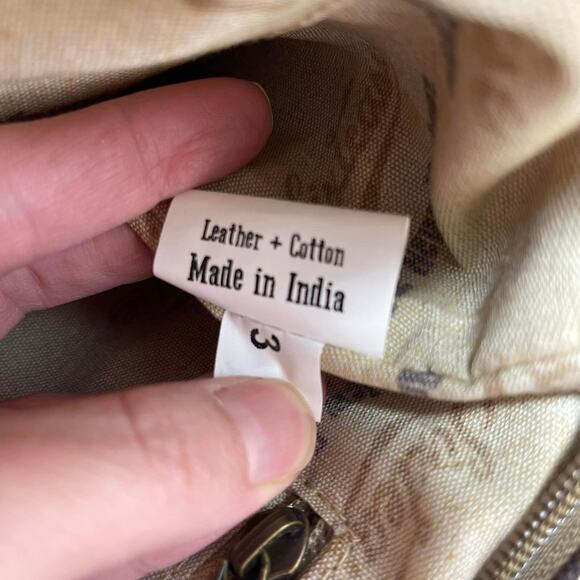 Leather + Cotton
Made in India
3